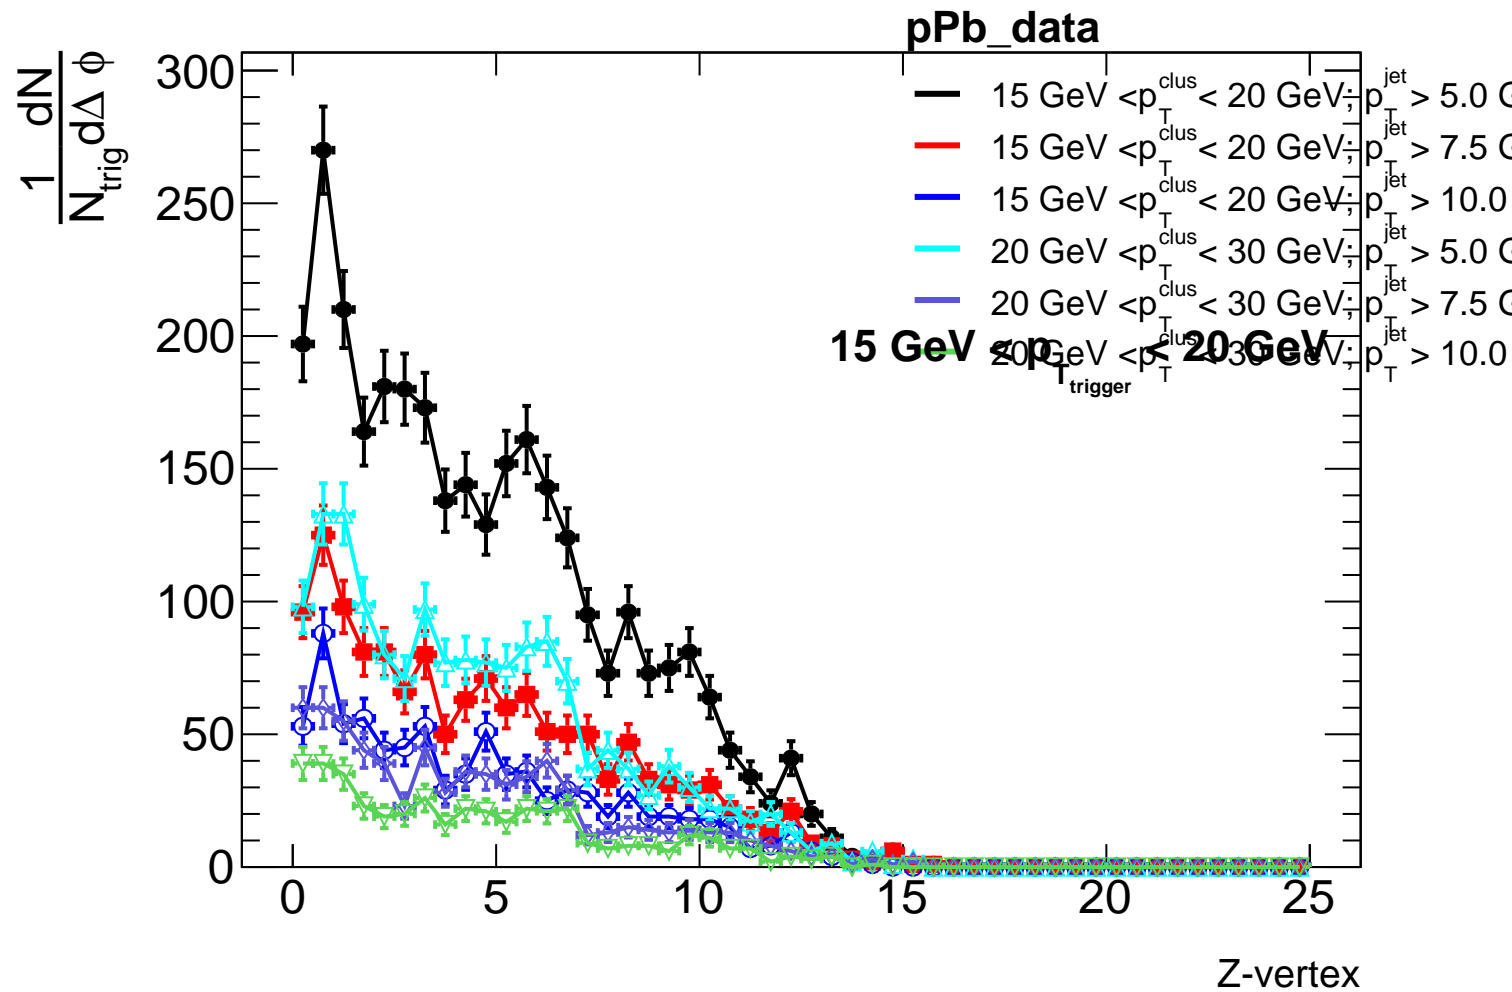 pPb_data
1 dN
N_trig dΔ φ
300
250
200
150
100
50
0
15 GeV <p_T^clus < 20 GeV; p_T^jet > 5.0 G
15 GeV <p_T^clus < 20 GeV; p_T^jet > 7.5 G
15 GeV <p_T^clus < 20 GeV; p_T^jet > 10.0
20 GeV <p_T^clus < 30 GeV; p_T^jet > 5.0 G
20 GeV <p_T^clus < 30 GeV; p_T^jet > 7.5 G
20 GeV <p_T^clus < 30 GeV; p_T^jet > 10.0
15 GeV < p_T_trigger < 20 GeV
0 5 10 15 20 25
Z-vertex